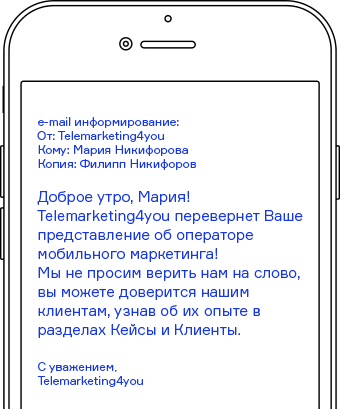 e-mail информирование:
От: Telemarketing4you
Кому: Мария Никифорова
Копия: Филипп Никифоров
Доброе утро, Мария!
Telemarketing4you перевернет Ваше
представление об операторе
мобильного маркетинга!
Мы не просим верить нам на слово,
вы можете доверится нашим
клиентам, узнав об их опыте в
разделах Кейсы и Клиенты.
С уважением,
Telemarketing4you